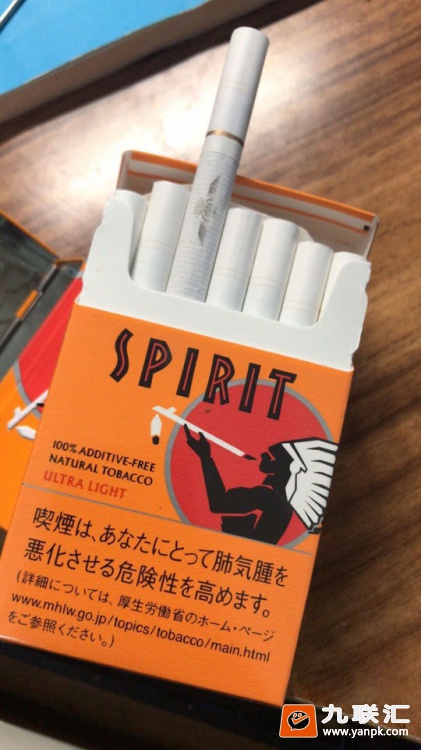 SPIRIT
100% ADDITIVE-FREE
NATURAL TOBACCO
ULTRA LIGHT
喫煙は、あなたにとって肺気腫を
悪化させる危険性を高めます。
(詳細については、厚生労働省のホーム・ページ
www.mhlw.go.jp/topics/tobacco/main.html
をご参照ください。)
九联汇
www.yanpk.com